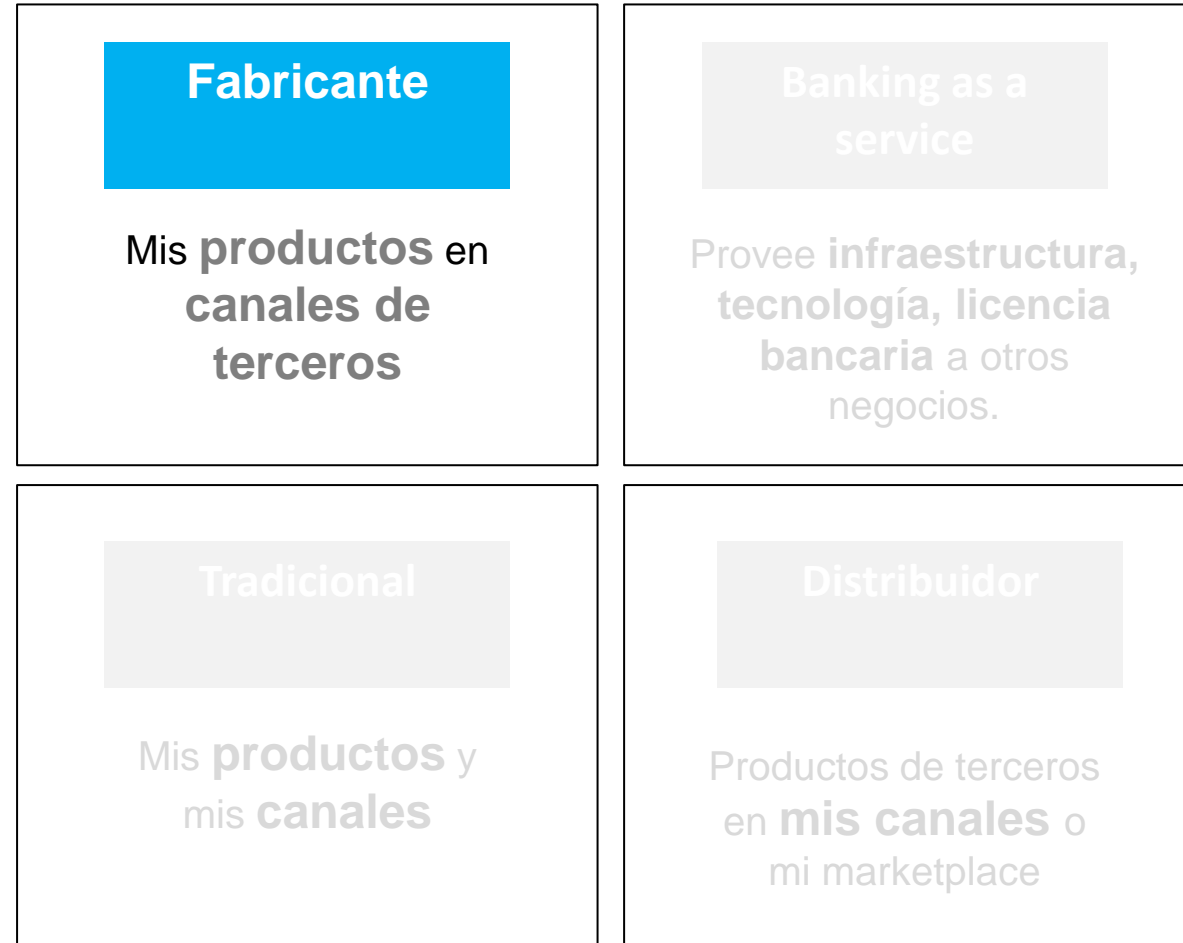 Fabricante
Mis productos en
canales de
terceros
Banking as a
service
Provee infraestructura,
tecnología, licencia
bancaria a otros
negocios.
Tradicional
Mis productos y
mis canales
Distribuidor
Productos de terceros
en mis canales o
mi marketplace